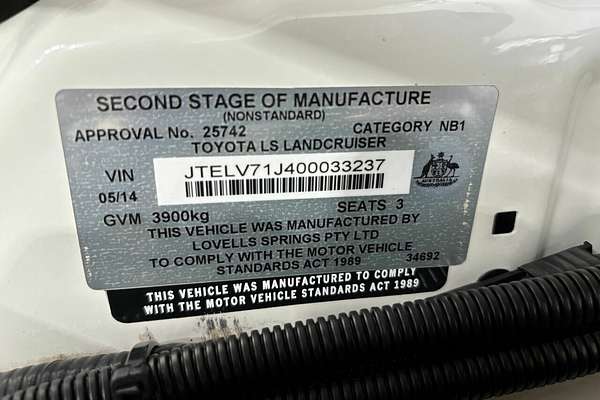 SECOND STAGE OF MANUFACTURE
(NONSTANDARD)
APPROVAL No. 25742 CATEGORY NB1
TOYOTA LS LANDCRUISER
VIN JTELV71J400033237
05/14
GVM 3900kg SEATS 3
THIS VEHICLE WAS MANUFACTURED BY
LOVELLS SPRINGS PTY LTD
TO COMPLY WITH THE MOTOR VEHICLE
STANDARDS ACT 1989 34692
AUSTRALIA
THIS VEHICLE WAS MANUFACTURED TO COMPLY
WITH THE MOTOR VEHICLE STANDARDS ACT 1989